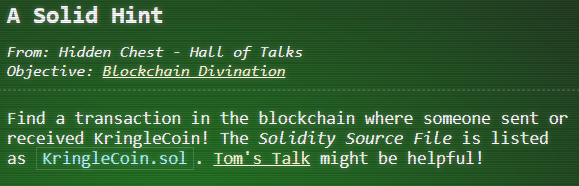 A Solid Hint
From: Hidden Chest - Hall of Talks
Objective: Blockchain Divination
Find a transaction in the blockchain where someone sent or
received KringleCoin! The Solidity Source File is listed
as KringleCoin.sol. Tom's Talk might be helpful!